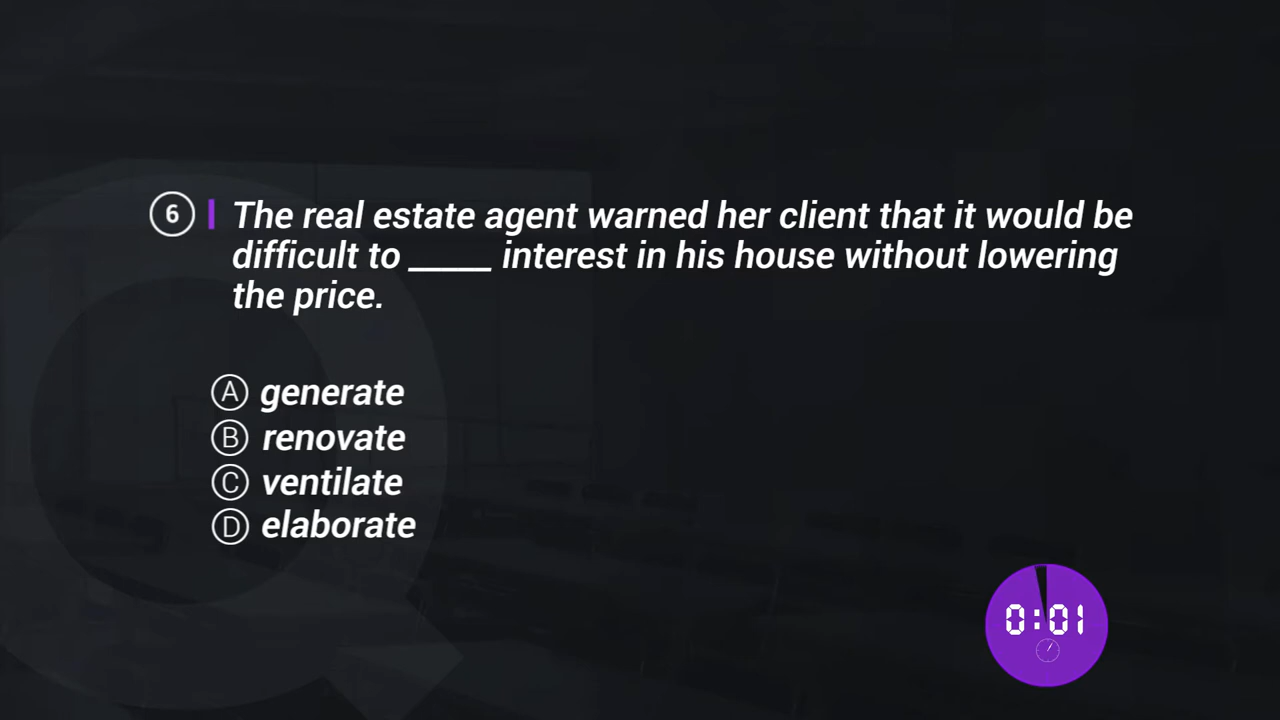 6 The real estate agent warned her client that it would be
difficult to _____ interest in his house without lowering
the price.
A generate
B renovate
C ventilate
D elaborate
0:01